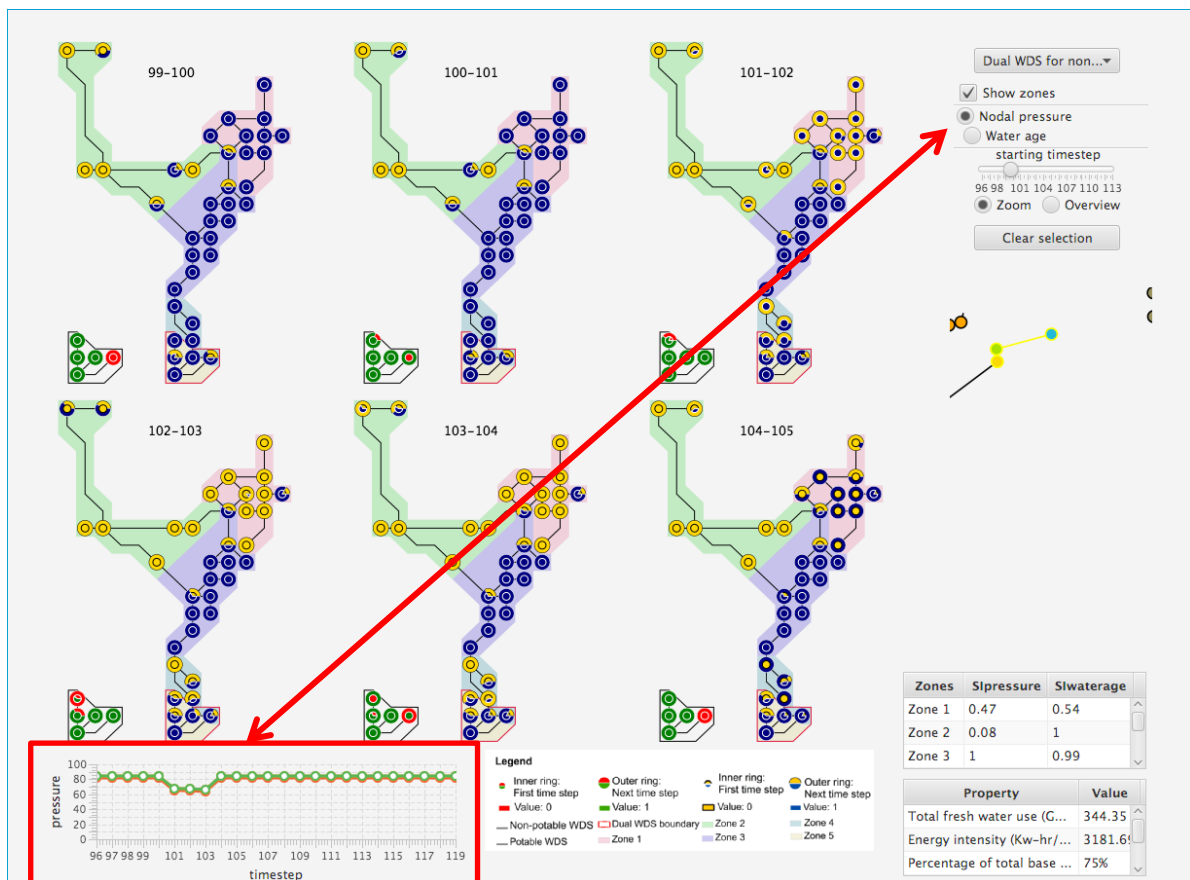 99-100
100-101
101-102
Dual WDS for non...
Show zones
Nodal pressure
Water age
starting timestep
96 98 101 104 107 110 113
Zoom Overview
Clear selection
102-103
103-104
104-105
Zones SIpressure SIwaterage
Zone 1 0.47 0.54
Zone 2 0.08 1
Zone 3 1 0.99
Property Value
Total fresh water use (G... 344.35
Energy intensity (Kw-hr/... 3181.69
Percentage of total base ... 75%
pressure
100
80
60
40
20
0
96 97 98 99 101 103 105 107 109 111 113 115 117 119
timestep
Legend
Inner ring: First time step
Outer ring: Next time step
Inner ring: First time step
Outer ring: Next time step
Value: 0 Value: 1 Value: 0 Value: 1
Non-potable WDS Dual WDS boundary Zone 2 Zone 4
Potable WDS Zone 1 Zone 3 Zone 5